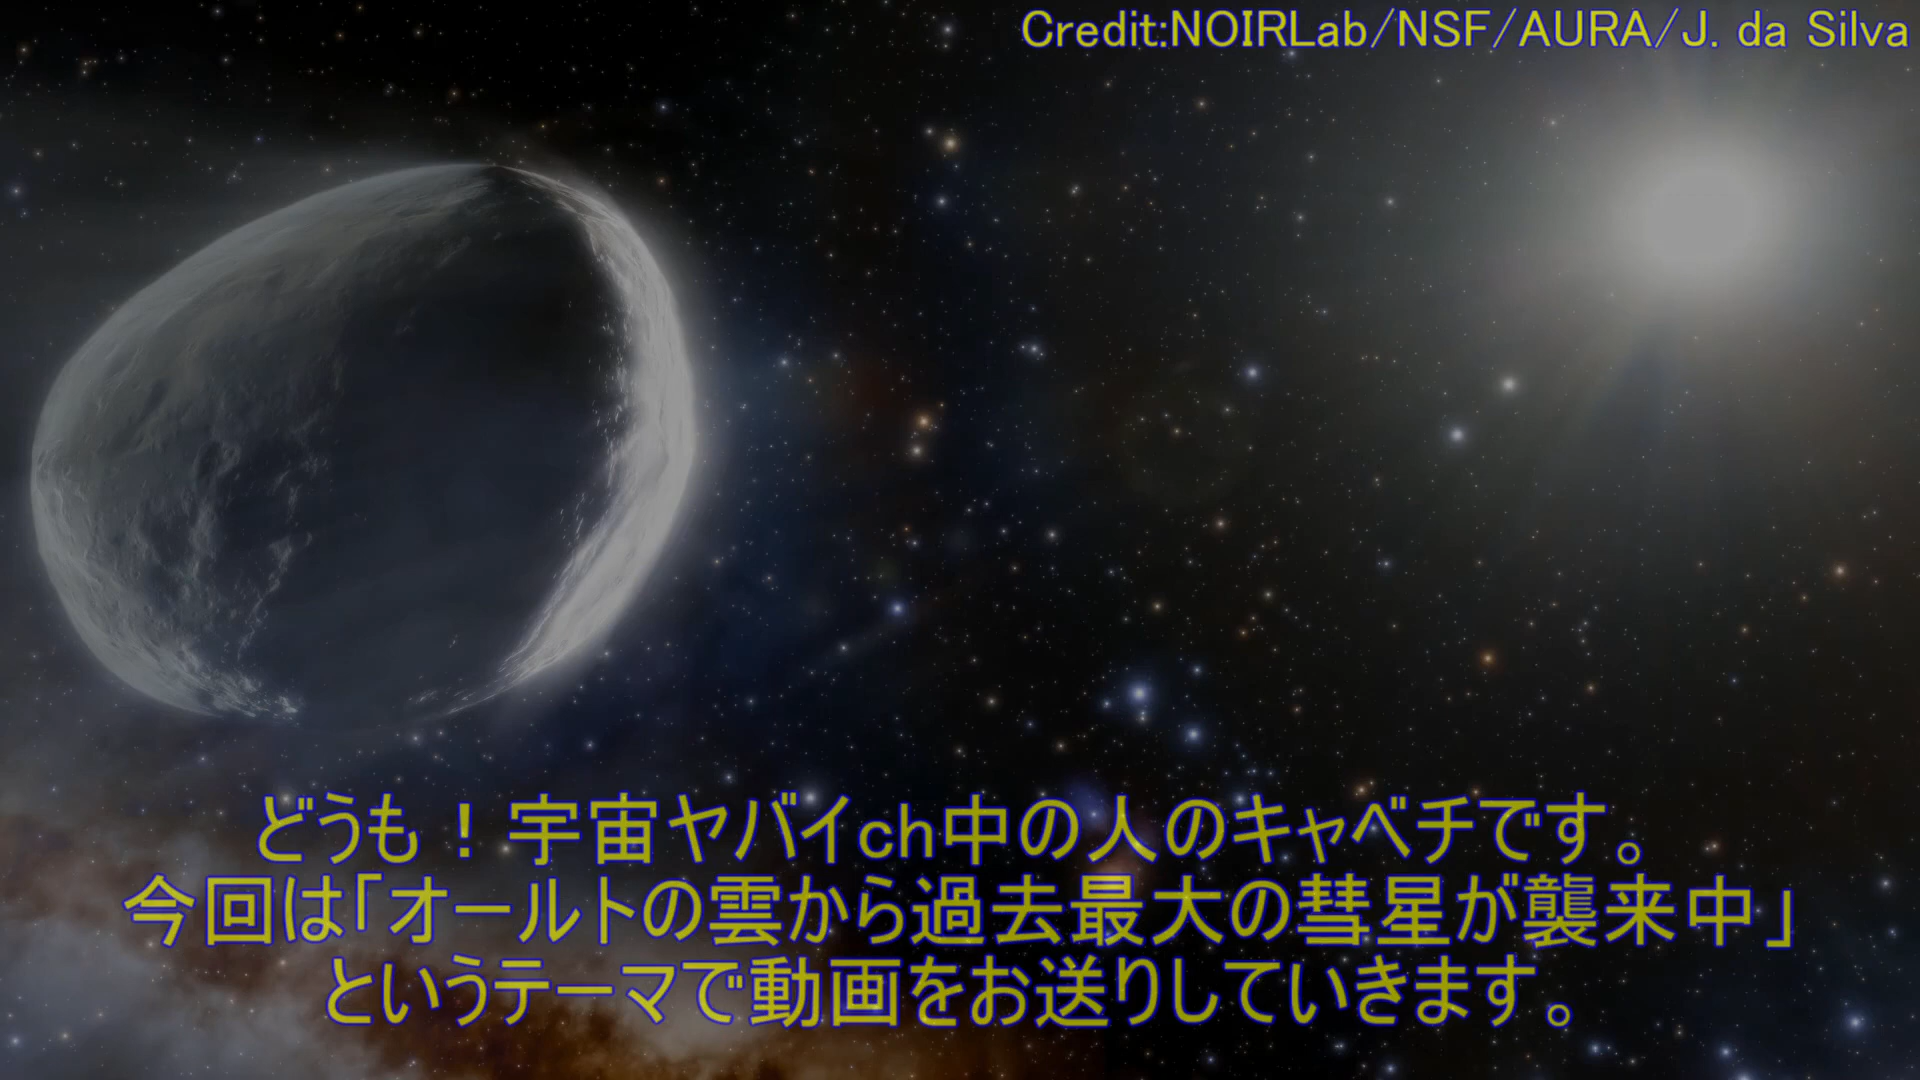 Credit:NOIRLab/NSF/AURA/J. da Silva
どうも！宇宙ヤバイch中の人のキャベチです。
今回は「オールトの雲から過去最大の彗星が襲来中」
というテーマで動画をお送りしていきます。